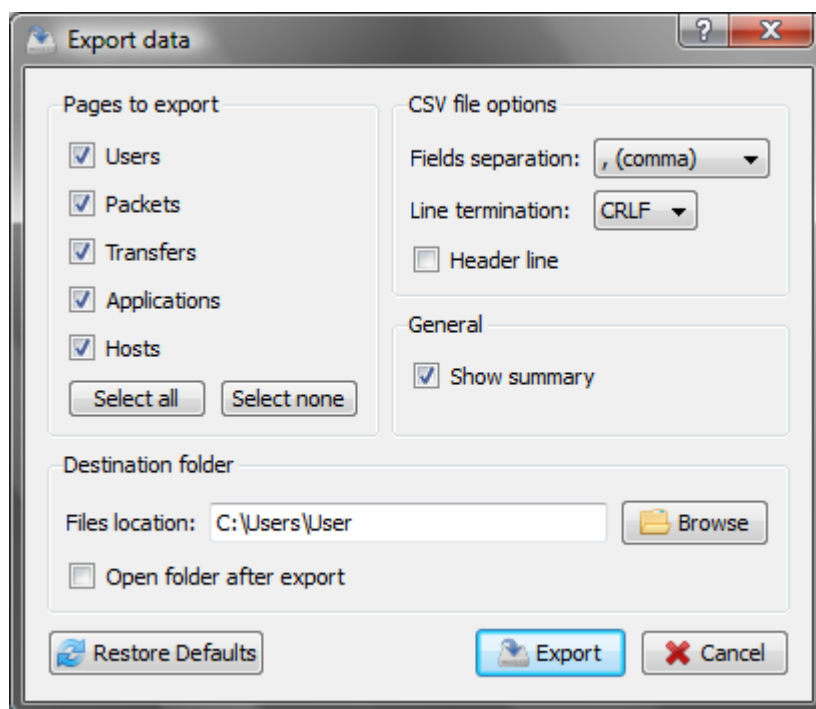 Export data
?
Pages to export
Users
Packets
Transfers
Applications
Hosts
Select all Select none
CSV file options
Fields separation: , (comma)
Line termination: CRLF
Header line
General
Show summary
Destination folder
Files location: C:\Users\User Browse
Open folder after export
Restore Defaults Export Cancel